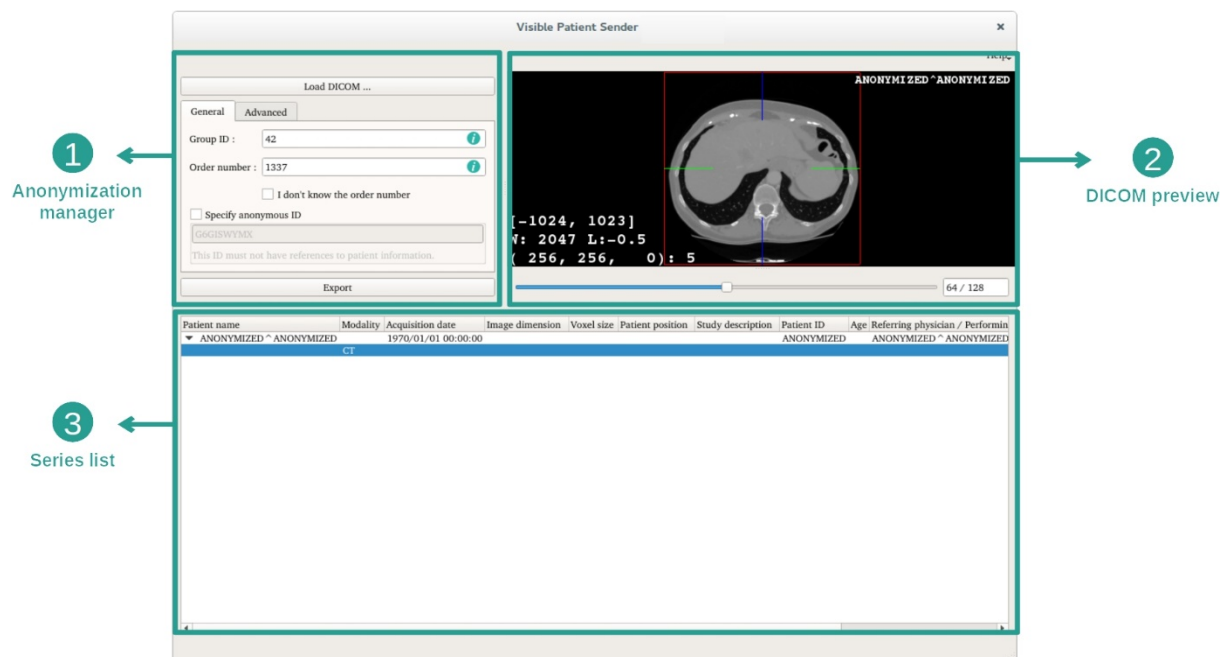 Visible Patient Sender
Load DICOM ...
General Advanced
Group ID : 42
Order number : 1337
I don't know the order number
Specify anonymous ID
G6GISWYMX
This ID must not have references to patient information.
Export
1
Anonymization
manager
Help
ANONYMIZED^ANONYMIZED
[-1024, 1023]
W: 2047 L:-0.5
( 256, 256, 0): 5
64 / 128
2
DICOM preview
Patient name Modality Acquisition date Image dimension Voxel size Patient position Study description Patient ID Age Referring physician / Performin
ANONYMIZED ^ ANONYMIZED 1970/01/01 00:00:00 ANONYMIZED ANONYMIZED ^ ANONYMIZED
CT
3
Series list